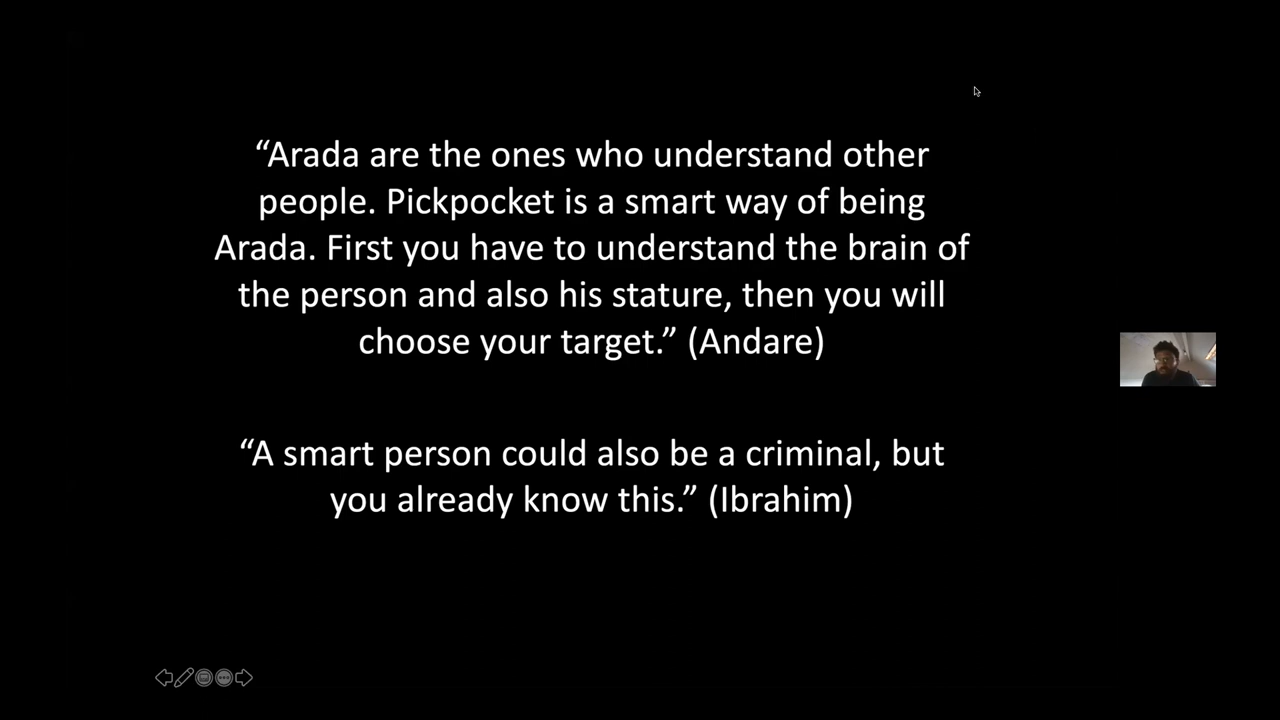 “Arada are the ones who understand other
people. Pickpocket is a smart way of being
Arada. First you have to understand the brain of
the person and also his stature, then you will
choose your target.” (Andare)
“A smart person could also be a criminal, but
you already know this.” (Ibrahim)